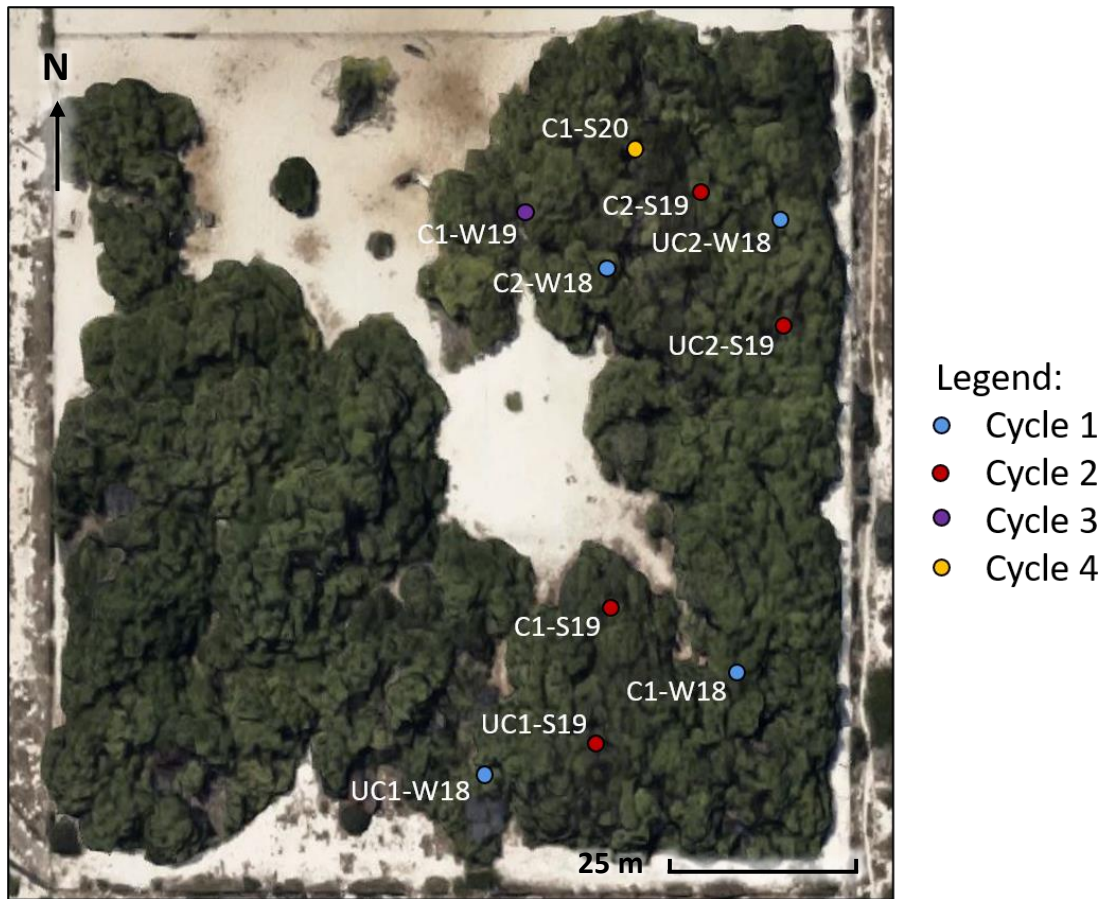 N
C1-S20
C2-S19
C1-W19
UC2-W18
C2-W18
UC2-S19
Legend:
Cycle 1
Cycle 2
Cycle 3
Cycle 4
C1-S19
C1-W18
UC1-S19
UC1-W18
25 m